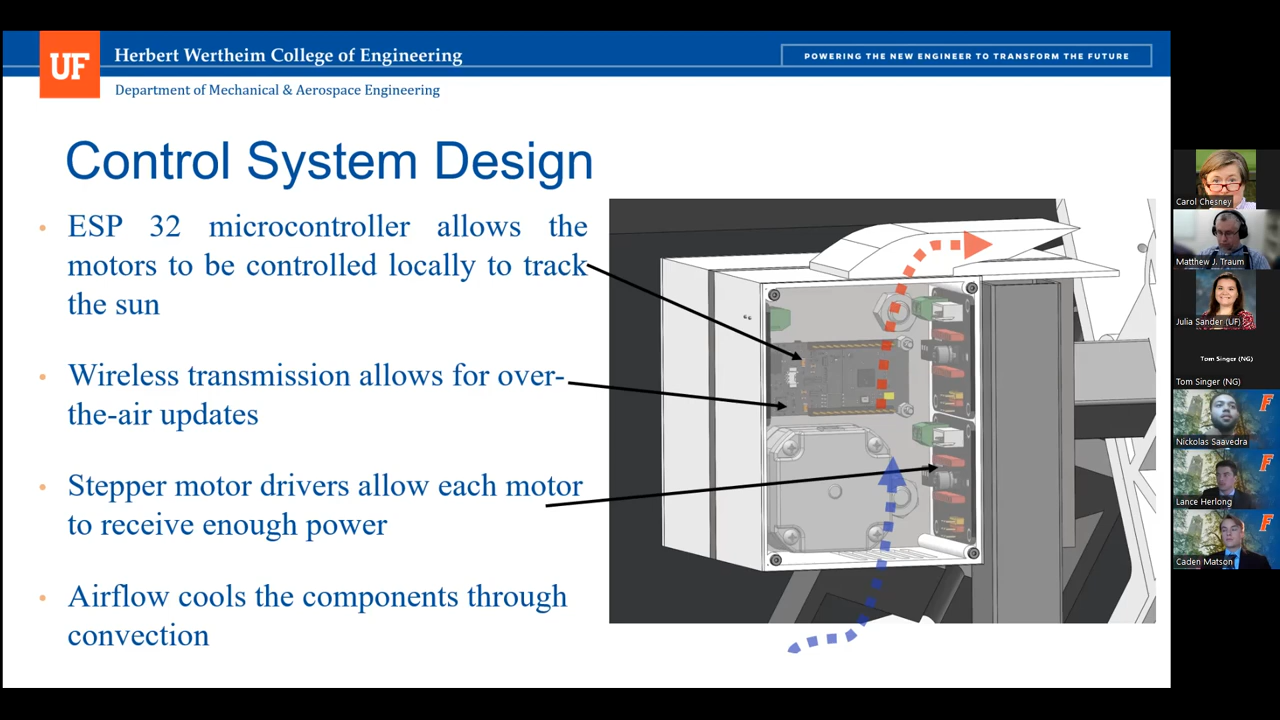 UF
Herbert Wertheim College of Engineering
POWERING THE NEW ENGINEER TO TRANSFORM THE FUTURE
Department of Mechanical & Aerospace Engineering
Control System Design
• ESP 32 microcontroller allows the
motors to be controlled locally to track
the sun
• Wireless transmission allows for over-
the-air updates
• Stepper motor drivers allow each motor
to receive enough power
• Airflow cools the components through
convection
Carol Chesney
Matthew J. Traum
Julia Sander (UF)
Tom Singer (NG)
Tom Singer (NG)
F
Nickolas Saavedra
F
Lance Herlong
F
Caden Matson